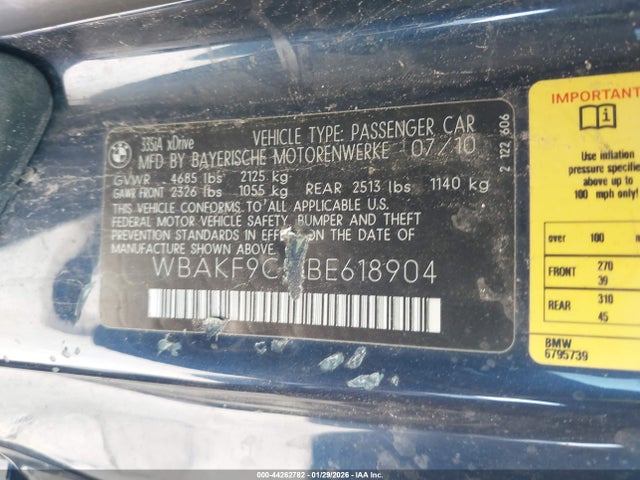 335iA xDrive
VEHICLE TYPE: PASSENGER CAR
MFD BY BAYERISCHE MOTORENWERKE 07/10
GVWR 4685 lbs 2125 kg
GAWR FRONT 2326 lbs 1055 kg REAR 2513 lbs 1140 kg
THIS VEHICLE CONFORMS TO ALL APPLICABLE U.S.
FEDERAL MOTOR VEHICLE SAFETY, BUMPER AND THEFT
PREVENTION STANDARDS IN EFFECT ON THE DATE OF
MANUFACTURE SHOWN ABOVE.
WBAKF9C BE618904
2 122 606
IMPORTANT
Use inflation
pressure specifie
above up to
100 mph only!
over 100
FRONT 270
39
REAR 310
45
BMW
6795739
000-44262782 - 01/29/2026 - IAA Inc.